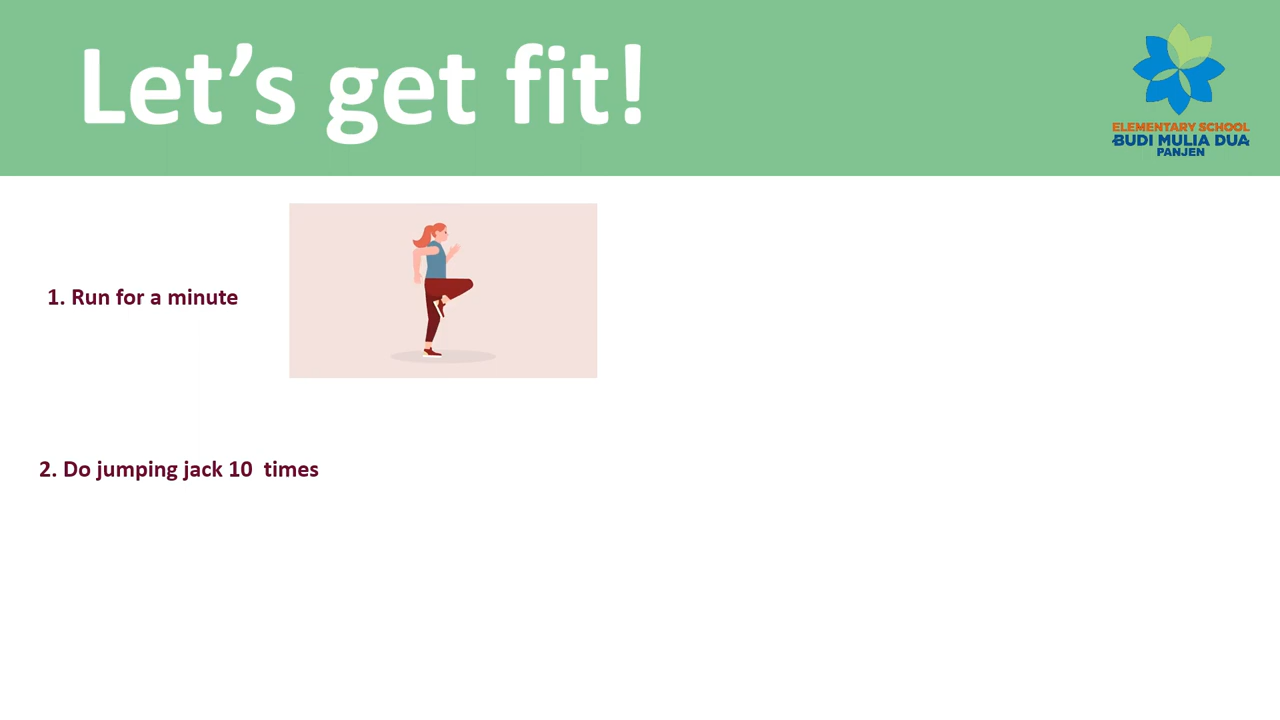 Let's get fit!
ELEMENTARY SCHOOL
BUDI MULIA DUA
PANJEN
1. Run for a minute
2. Do jumping jack 10  times